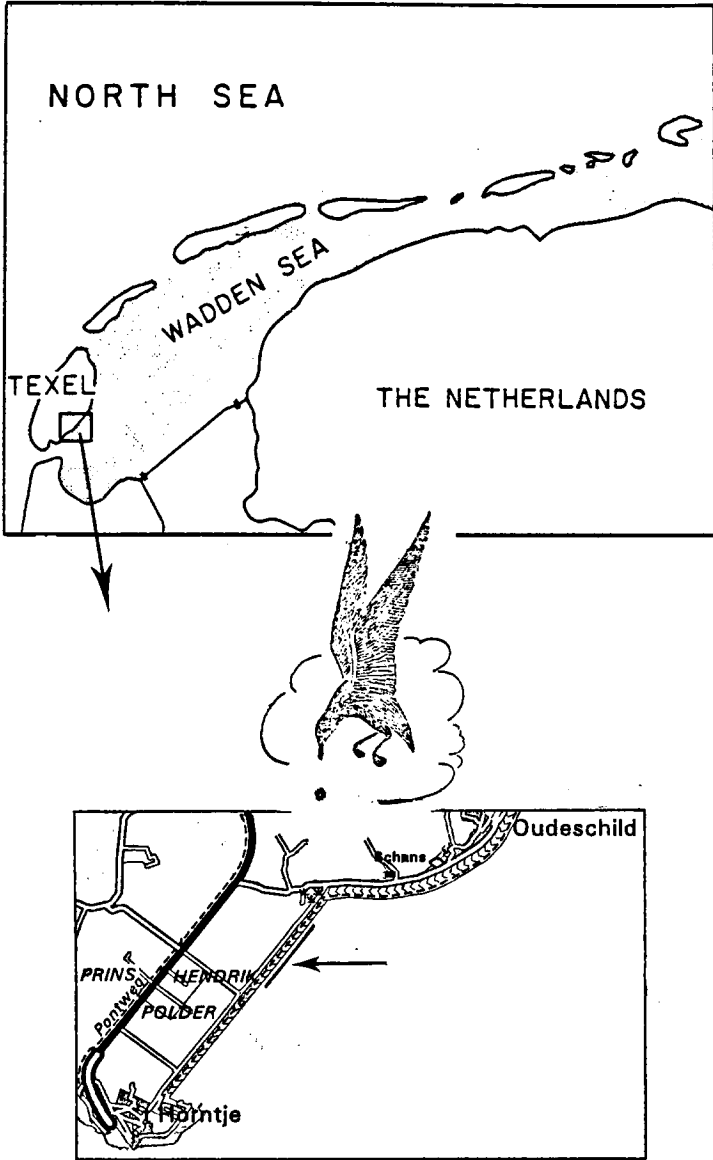 NORTH SEA
WADDEN SEA
TEXEL
THE NETHERLANDS
Oudeschild
Schans
PRINS
HENDRIK
Pontweg
POLDER
't Horntje